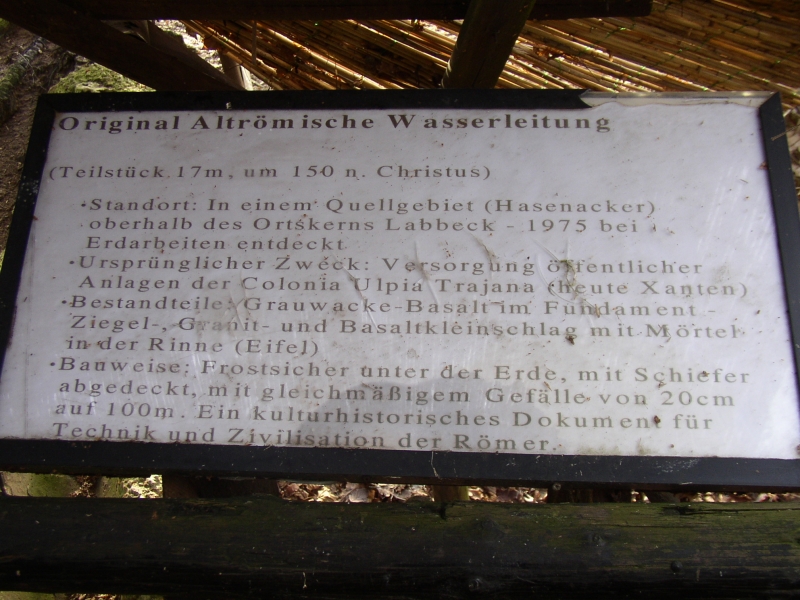 Original Altrömische Wasserleitung
(Teilstück 17m, um 150 n. Christus)
•Standort: In einem Quellgebiet (Hasenacker)
oberhalb des Ortskerns Labbeck - 1975 bei
Erdarbeiten entdeckt
•Ursprünglicher Zweck: Versorgung öffentlicher
Anlagen der Colonia Ulpia Trajana (heute Xanten)
•Bestandteile: Grauwacke-Basalt im Fundament -
Ziegel-, Granit- und Basaltkleinschlag mit Mörtel
in der Rinne (Eifel)
•Bauweise: Frostsicher unter der Erde, mit Schiefer
abgedeckt, mit gleichmäßigem Gefälle von 20cm
auf 100m. Ein kulturhistorisches Dokument für
Technik und Zivilisation der Römer.